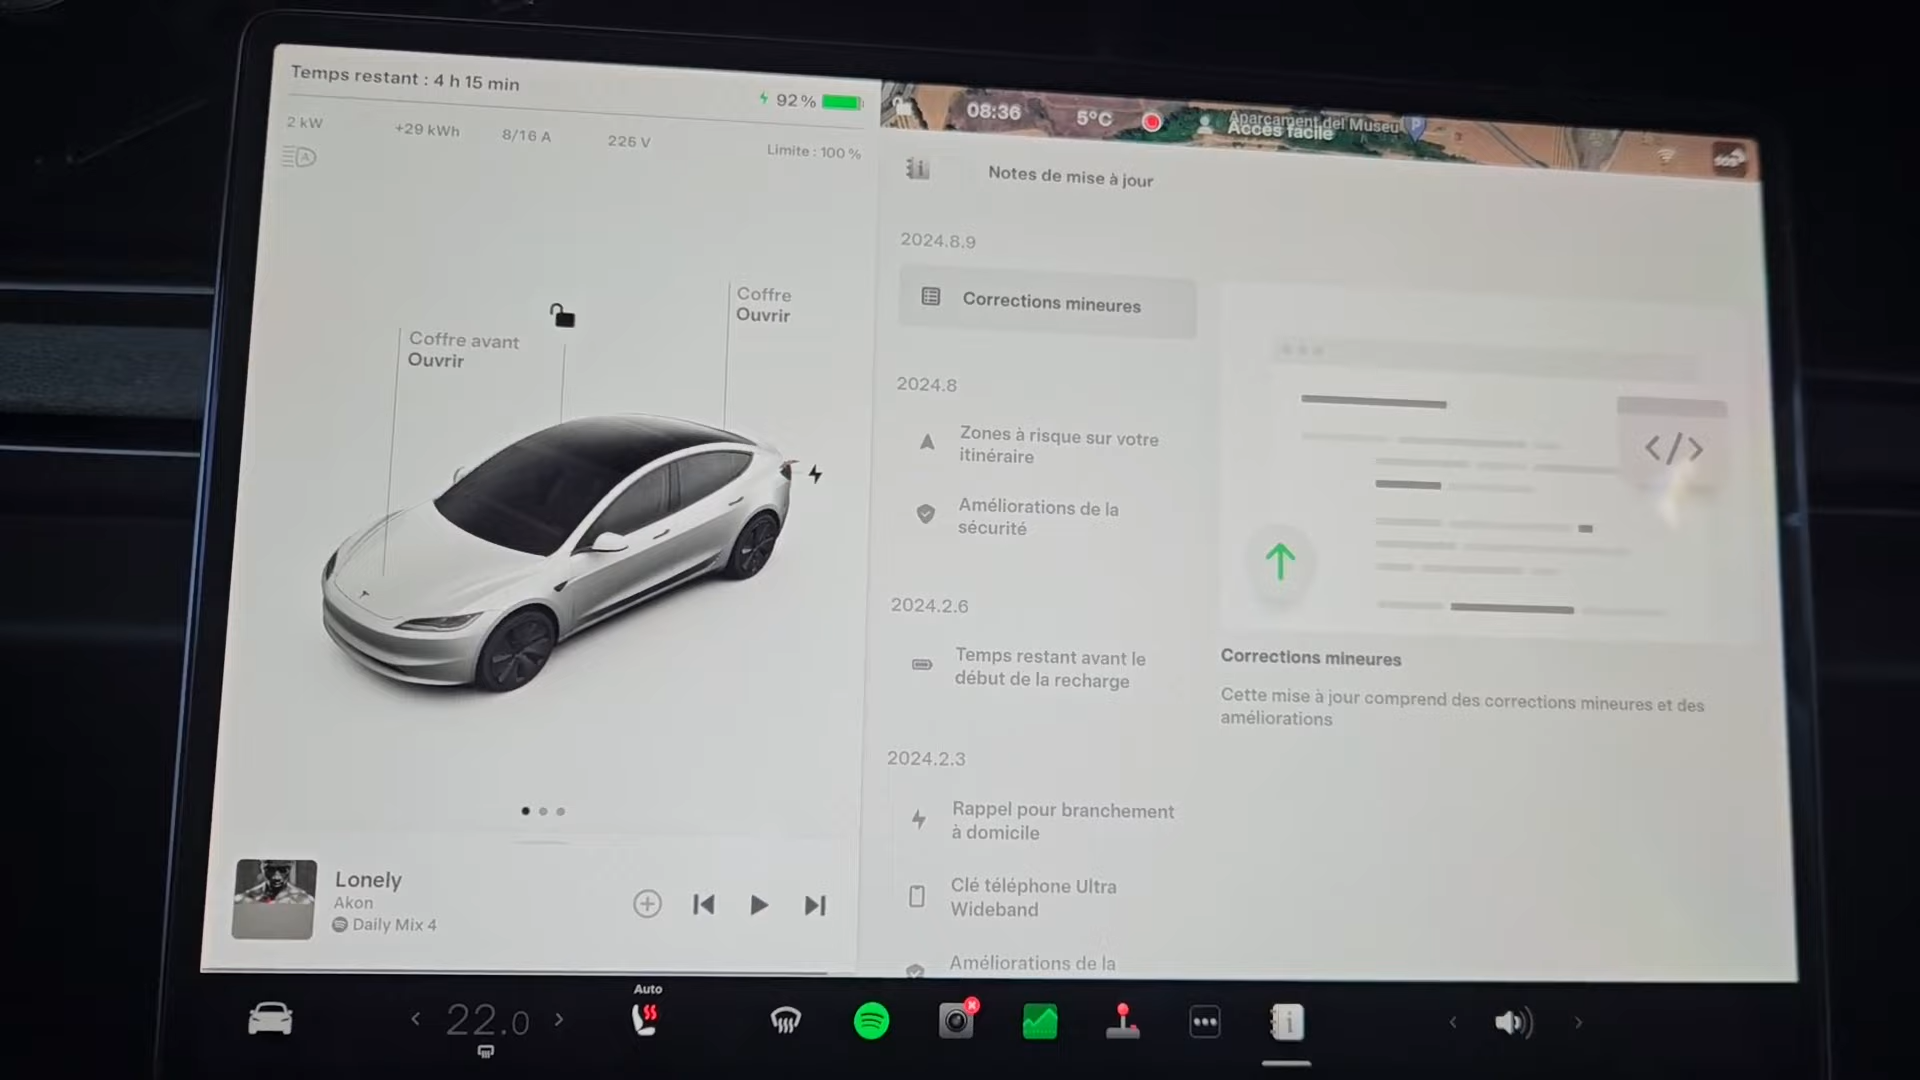 Temps restant : 4 h 15 min
92 %
2 kW
+29 kWh
8/16 A
226 V
Limite : 100 %
A
Coffre avant
Ouvrir
Coffre
Ouvrir
Lonely
Akon
Daily Mix 4
08:36
5°C
Aparcament del Museu
P
Accès facile
SOS
Notes de mise à jour
2024.8.9
Corrections mineures
2024.8
Zones à risque sur votre
itinéraire
Améliorations de la
sécurité
2024.2.6
Temps restant avant le
début de la recharge
2024.2.3
Rappel pour branchement
à domicile
Clé téléphone Ultra
Wideband
Améliorations de la
</>
Corrections mineures
Cette mise à jour comprend des corrections mineures et des
améliorations
22.0
Auto